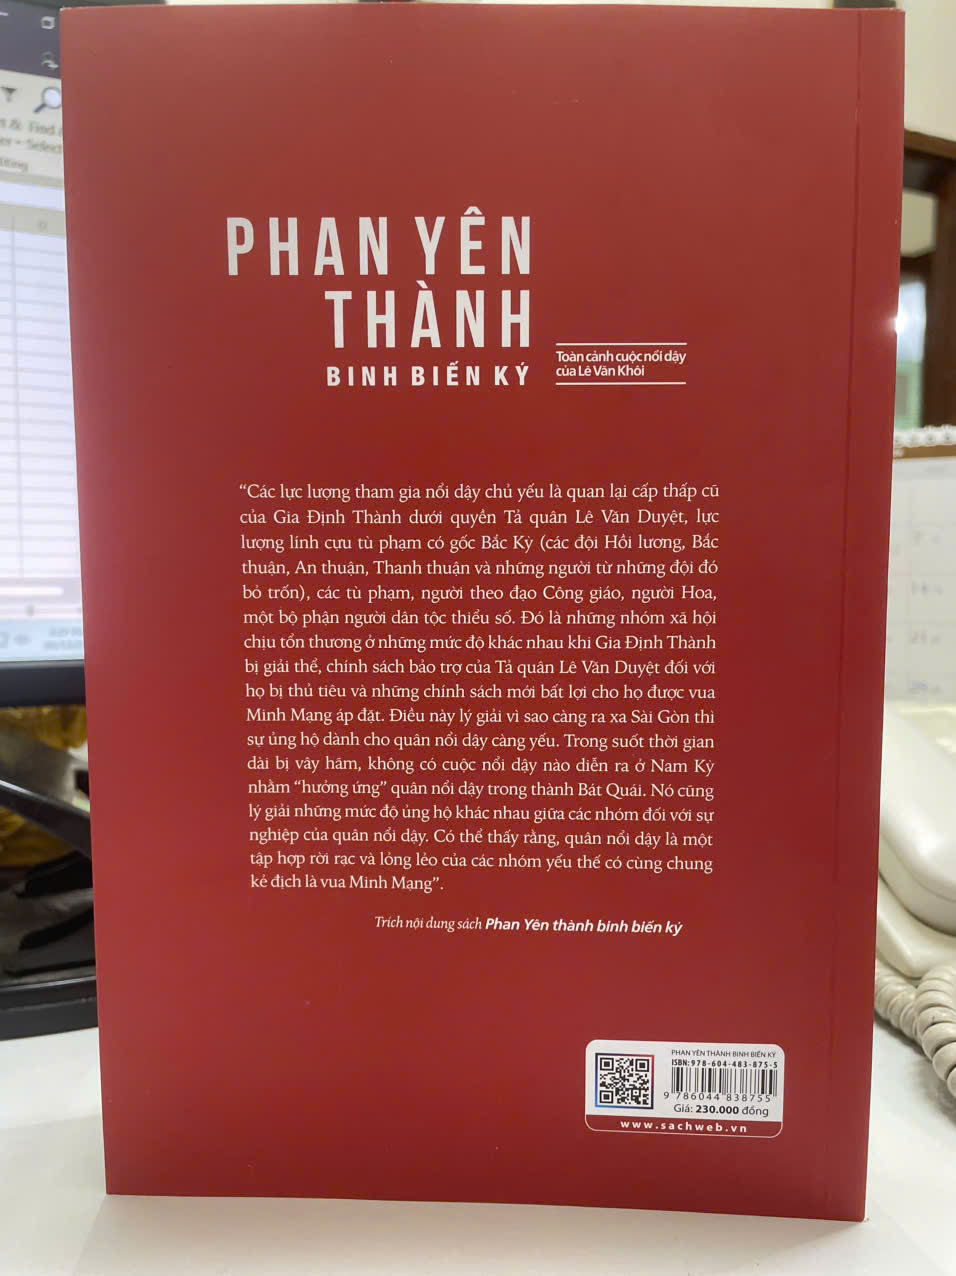 PHAN YÊN
THÀNH
BINH BIẾN KÝ
Toàn cảnh cuộc nổi dậy
của Lê Văn Khôi
“Các lực lượng tham gia nổi dậy chủ yếu là quan lại cấp thấp cũ
của Gia Định Thành dưới quyền Tả quân Lê Văn Duyệt, lực
lượng lính cựu tù phạm có gốc Bắc Kỳ (các đội Hồi lương, Bắc
thuận, An thuận, Thanh thuận và những người từ những đội đó
bỏ trốn), các tù phạm, người theo đạo Công giáo, người Hoa,
một bộ phận người dân tộc thiểu số. Đó là những nhóm xã hội
chịu tổn thương ở những mức độ khác nhau khi Gia Định Thành
bị giải thể, chính sách bảo trợ của Tả quân Lê Văn Duyệt đối với
họ bị thủ tiêu và những chính sách mới bất lợi cho họ được vua
Minh Mạng áp đặt. Điều này lý giải vì sao càng ra xa Sài Gòn thì
sự ủng hộ dành cho quân nổi dậy càng yếu. Trong suốt thời gian
dài bị vây hãm, không có cuộc nổi dậy nào diễn ra ở Nam Kỳ
nhằm “hưởng ứng” quân nổi dậy trong thành Bát Quái. Nó cũng
lý giải những mức độ ủng hộ khác nhau giữa các nhóm đối với sự
nghiệp của quân nổi dậy. Có thể thấy rằng, quân nổi dậy là một
tập hợp rời rạc và lỏng lẻo của các nhóm yếu thế có cùng chung
kẻ địch là vua Minh Mạng”.
Trích nội dung sách Phan Yên thành binh biến ký
PHAN YÊN THÀNH BINH BIẾN KÝ
ISBN: 978-604-483-875-5
9 786044 838755
Giá: 230.000 đồng
www.sachweb.vn